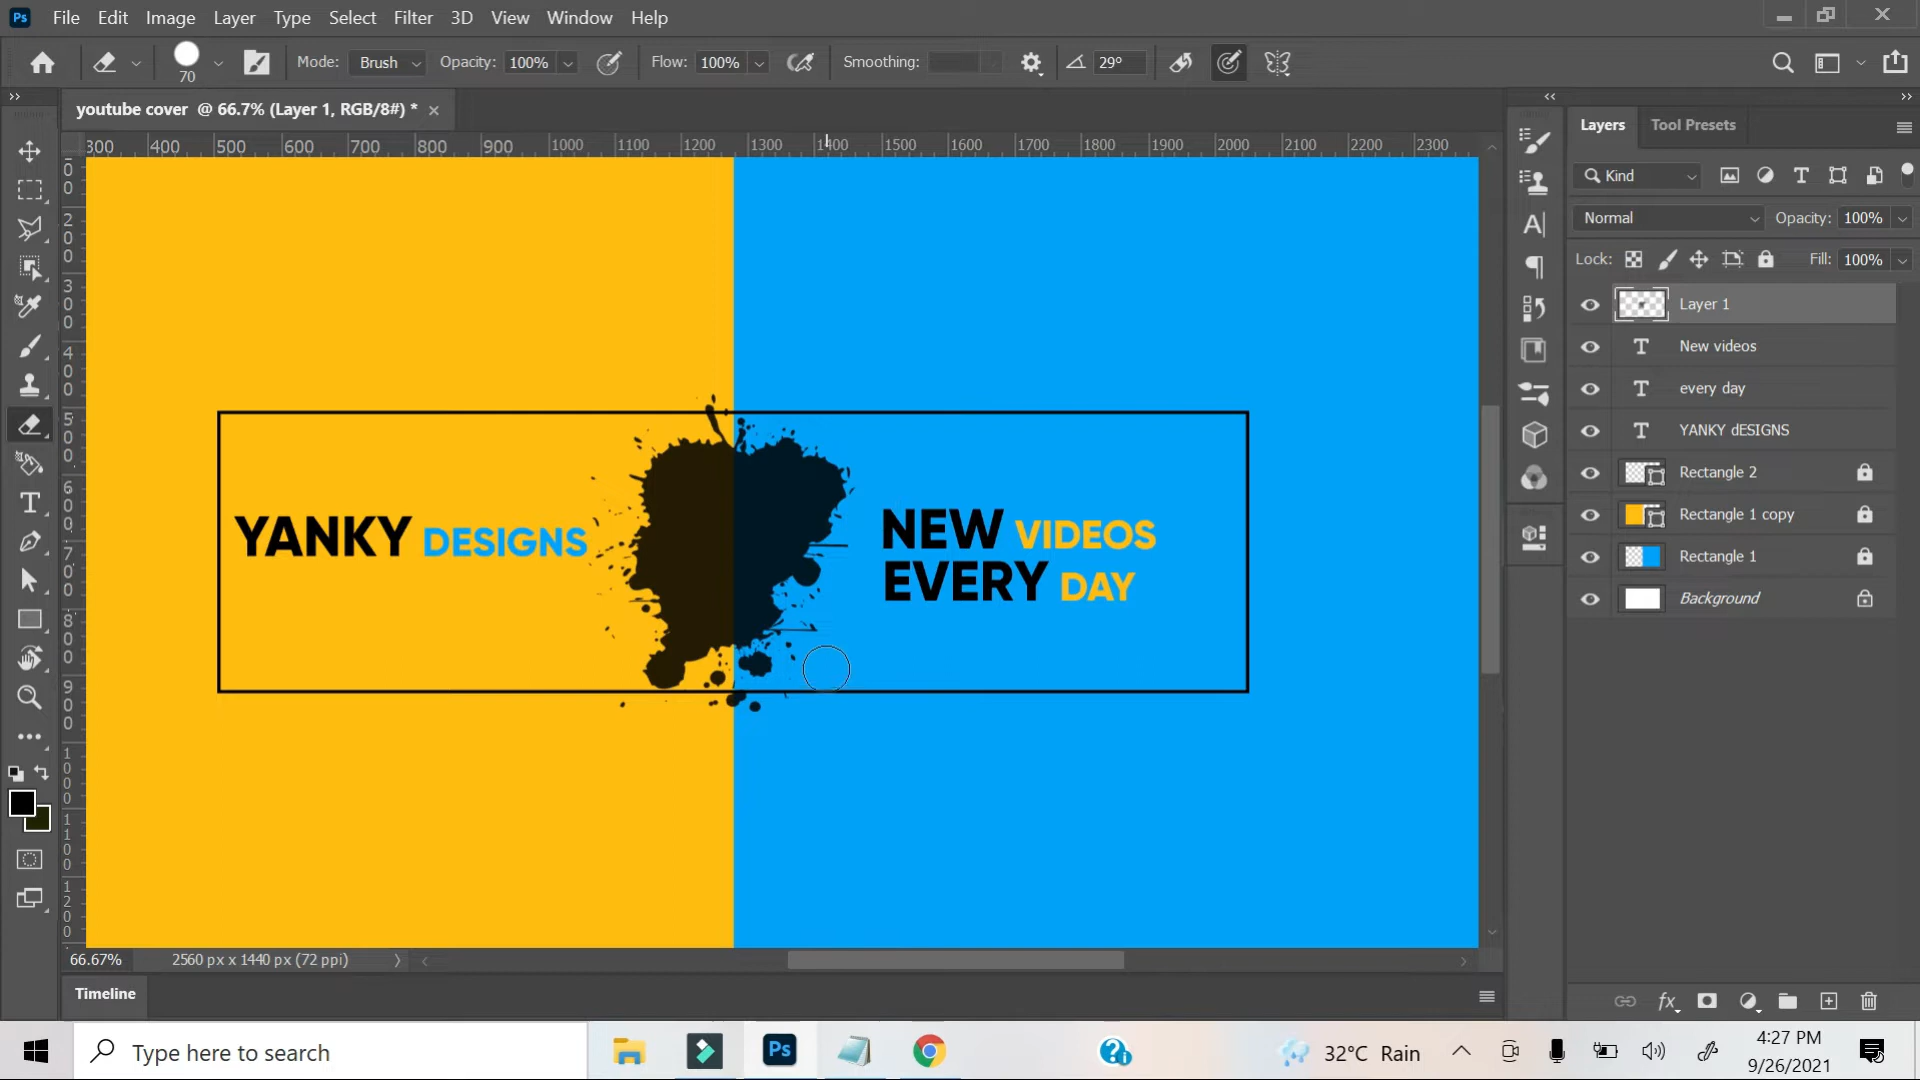 Ps File Edit Image Layer Type Select Filter 3D View Window Help
70 Mode: Brush Opacity: 100% Flow: 100% Smoothing: 29°
youtube cover @ 66.7% (Layer 1, RGB/8#) *
300 400 500 600 700 800 900 1000 1100 1200 1300 1400 1500 1600 1700 1800 1900 2000 2100 2200 2300
YANKY DESIGNS
NEW VIDEOS
EVERY DAY
Layers Tool Presets
Kind
Normal Opacity: 100%
Lock: Fill: 100%
Layer 1
New videos
every day
YANKY dESIGNS
Rectangle 2
Rectangle 1 copy
Rectangle 1
Background
66.67% 2560 px x 1440 px (72 ppi)
Timeline
fx
Type here to search
Ps
32°C Rain
4:27 PM
9/26/2021